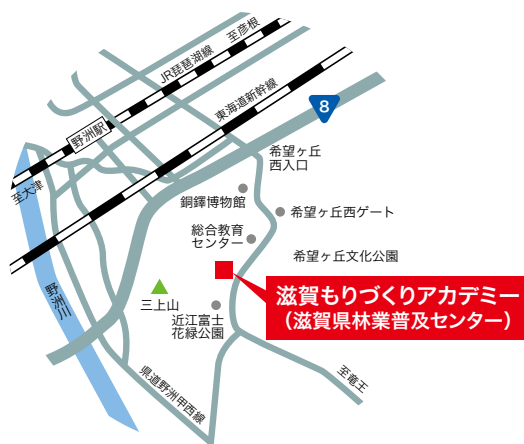 JR琵琶湖線
至彦根
東海道新幹線
8
野洲駅
至大津
希望ヶ丘
西入口
銅鐸博物館
希望ヶ丘西ゲート
総合教育
センター
希望ヶ丘文化公園
滋賀もりづくりアカデミー
（滋賀県林業普及センター）
野洲川
三上山
近江富士
花緑公園
県道野洲甲西線
至竜王